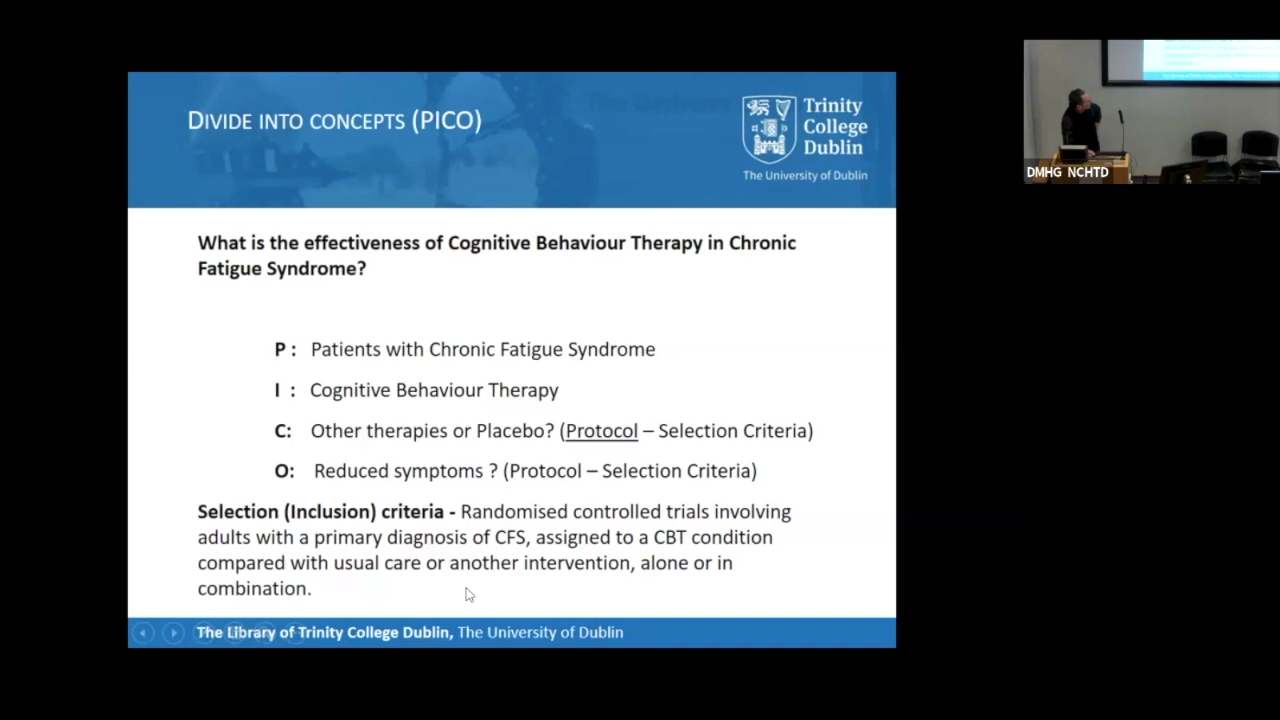 DIVIDE INTO CONCEPTS (PICO)
Trinity
College
Dublin
The University of Dublin
What is the effectiveness of Cognitive Behaviour Therapy in Chronic
Fatigue Syndrome?
P : Patients with Chronic Fatigue Syndrome
I : Cognitive Behaviour Therapy
C: Other therapies or Placebo? (Protocol – Selection Criteria)
O: Reduced symptoms ? (Protocol – Selection Criteria)
Selection (Inclusion) criteria - Randomised controlled trials involving
adults with a primary diagnosis of CFS, assigned to a CBT condition
compared with usual care or another intervention, alone or in
combination.
The Library of Trinity College Dublin, The University of Dublin
DMHG NCHTD